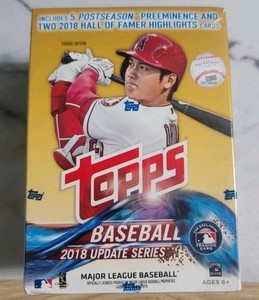 INCLUDES 5 POSTSEASON PREEMINENCE AND
TWO 2018 HALL OF FAMER HIGHLIGHTS CARDS
Topps
BASEBALL
2018 UPDATE SERIES
MAJOR LEAGUE BASEBALL
AGES 6+